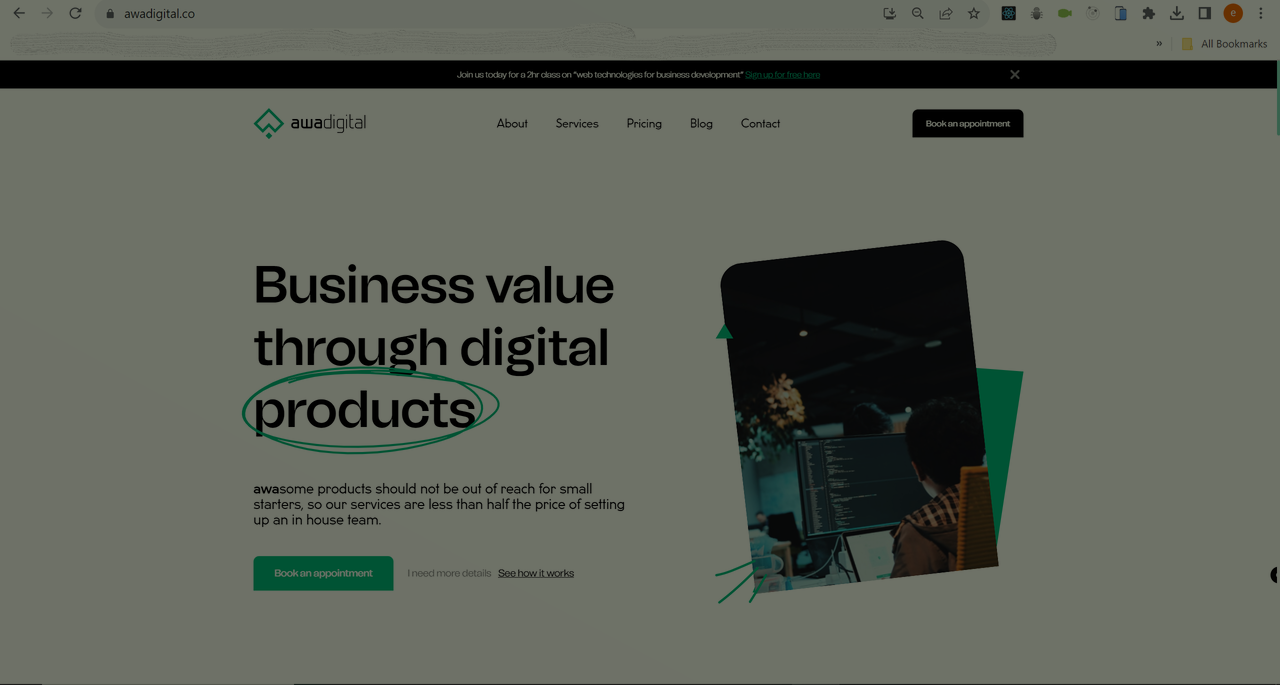 awadigital.co
» All Bookmarks
Join us today for a 2hr class on "web technologies for business development" Sign up for free here
awadigital
About Services Pricing Blog Contact
Book an appointment
Business value
through digital
products
awasome products should not be out of reach for small
starters, so our services are less than half the price of setting
up an in house team.
Book an appointment I need more details See how it works